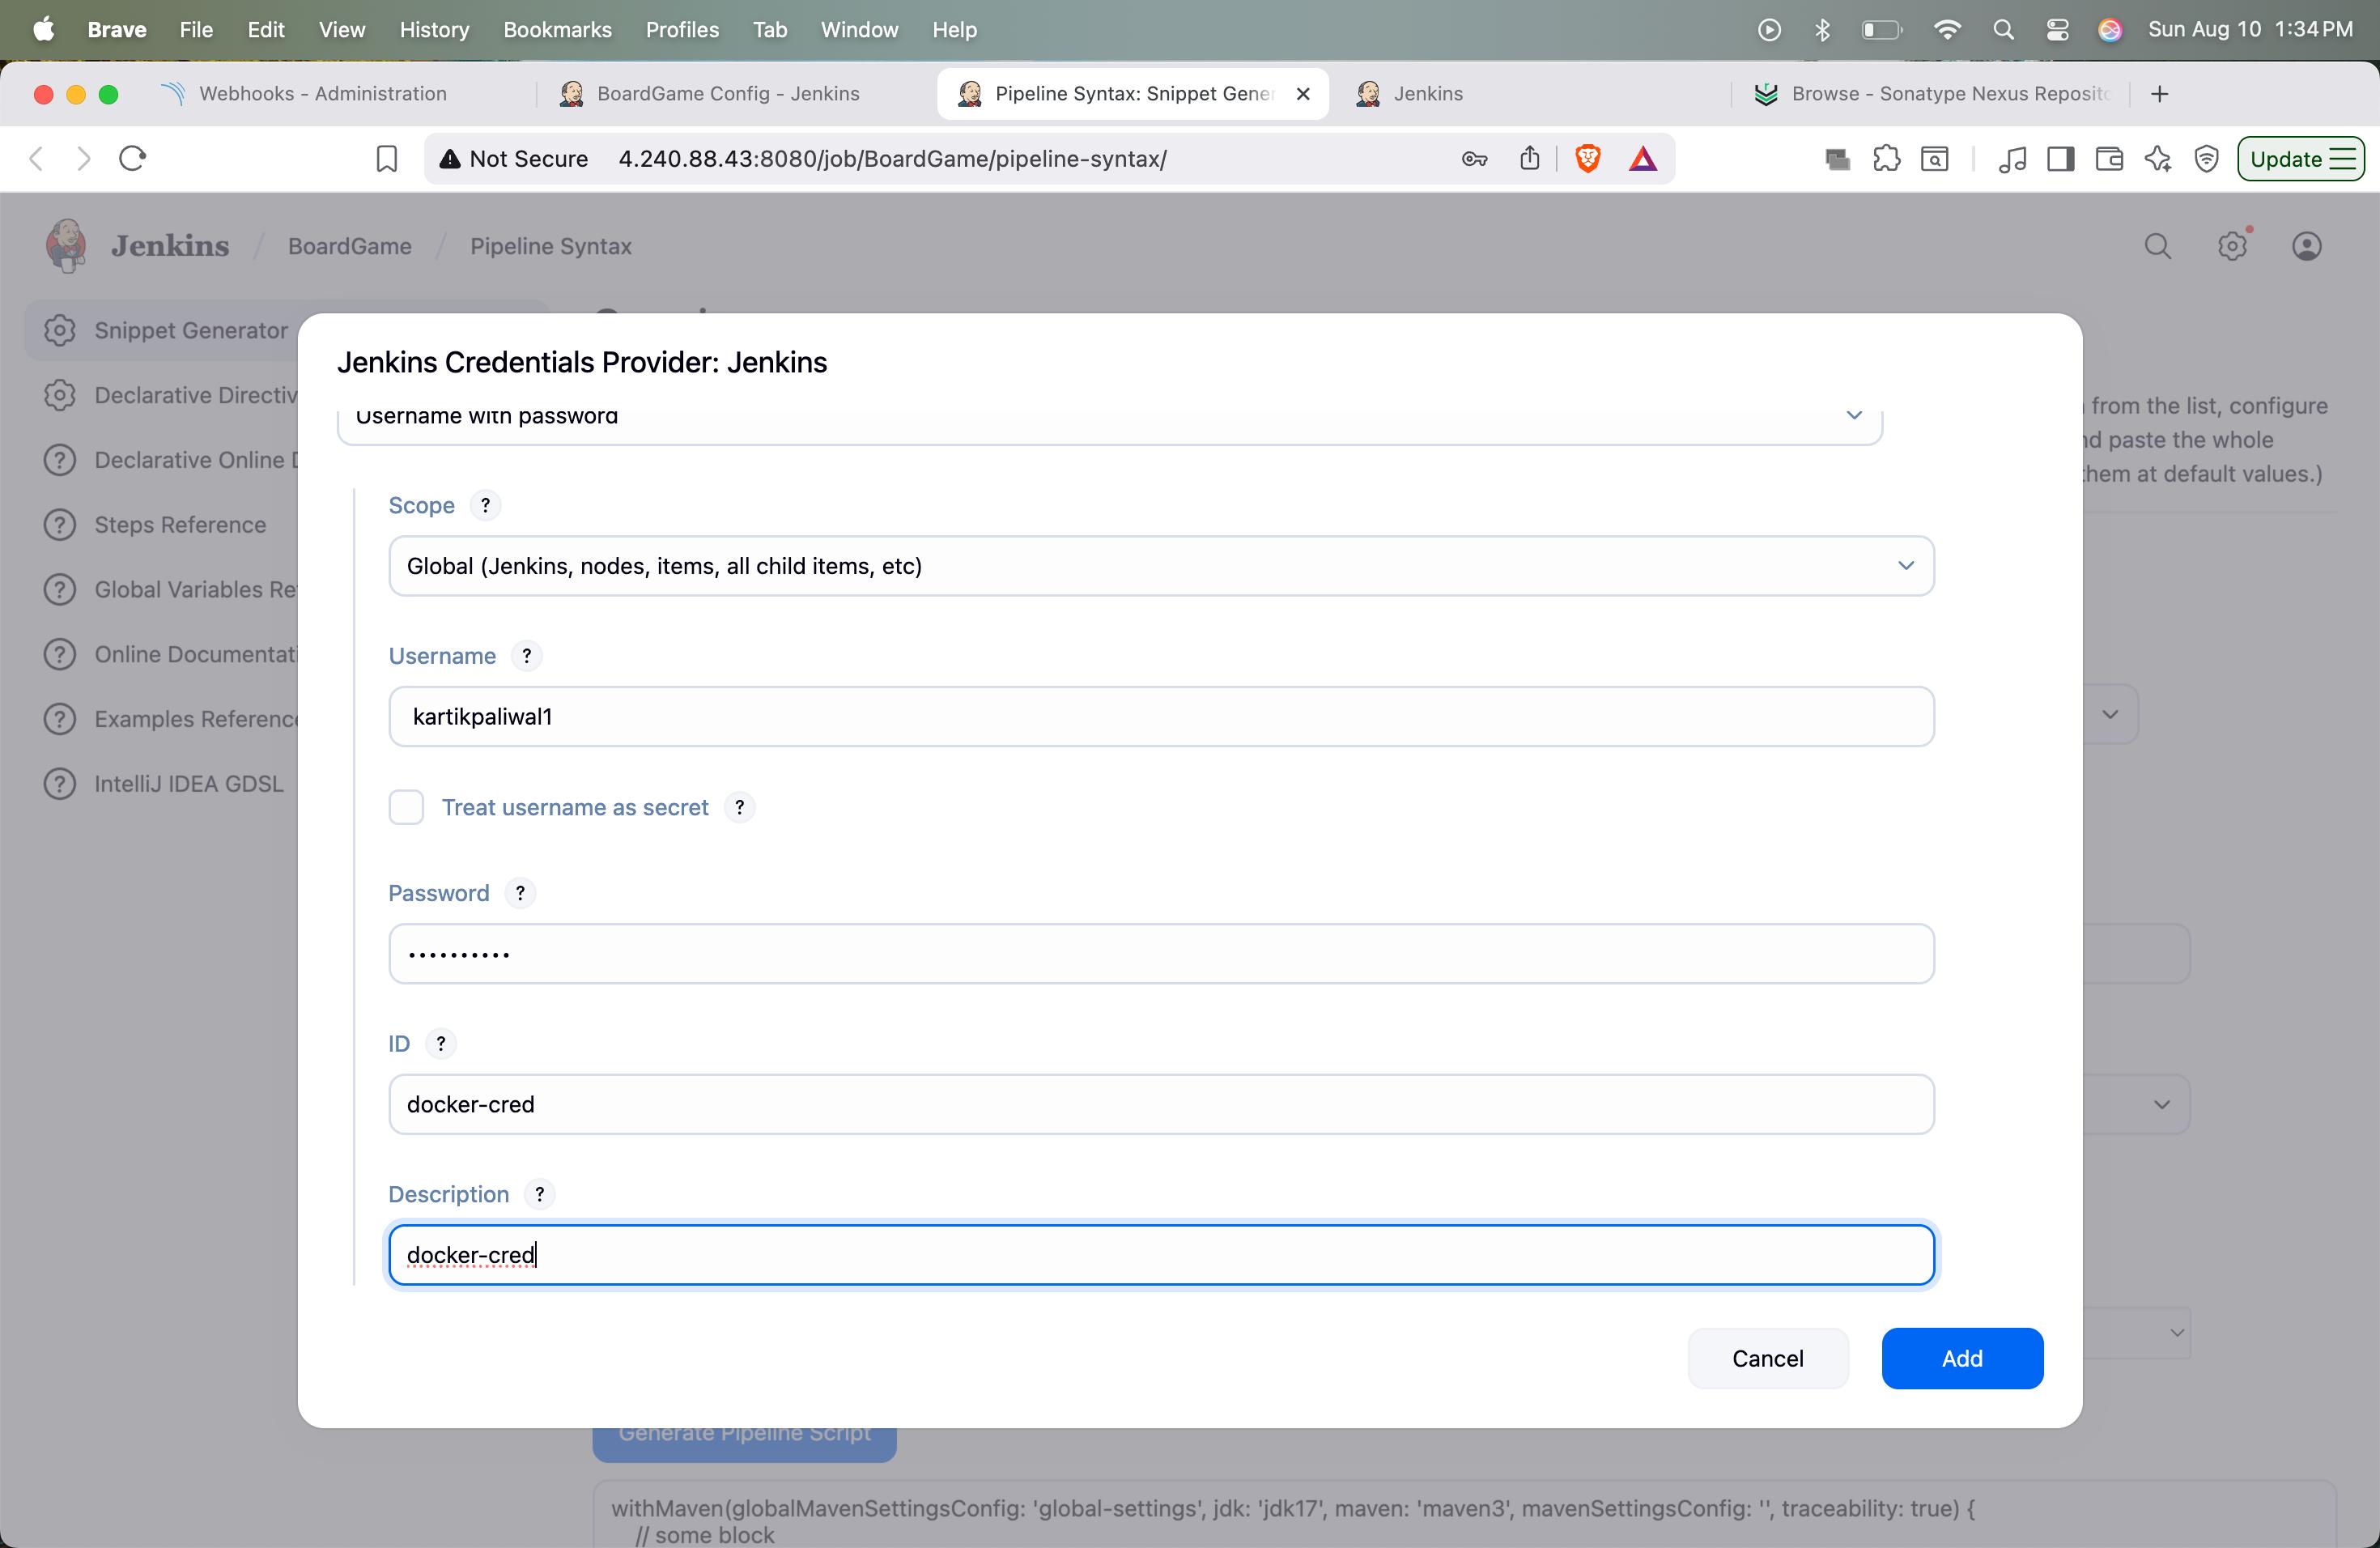 Brave File Edit View History Bookmarks Profiles Tab Window Help Sun Aug 10 1:34 PM
Webhooks - Administration BoardGame Config - Jenkins Pipeline Syntax: Snippet Gener Jenkins Browse - Sonatype Nexus Reposito
Not Secure 4.240.88.43:8080/job/BoardGame/pipeline-syntax/ Update
Jenkins / BoardGame / Pipeline Syntax
Snippet Generator
Declarative Directiv
Declarative Online D
Steps Reference
Global Variables Re
Online Documentati
Examples Reference
IntelliJ IDEA GDSL
from the list, configure
nd paste the whole
them at default values.)
Jenkins Credentials Provider: Jenkins
Username with password
Scope ?
Global (Jenkins, nodes, items, all child items, etc)
Username ?
kartikpaliwal1
Treat username as secret ?
Password ?
••••••••••
ID ?
docker-cred
Description ?
docker-cred
Cancel Add
Generate Pipeline Script
withMaven(globalMavenSettingsConfig: 'global-settings', jdk: 'jdk17', maven: 'maven3', mavenSettingsConfig: '', traceability: true) {
// some block